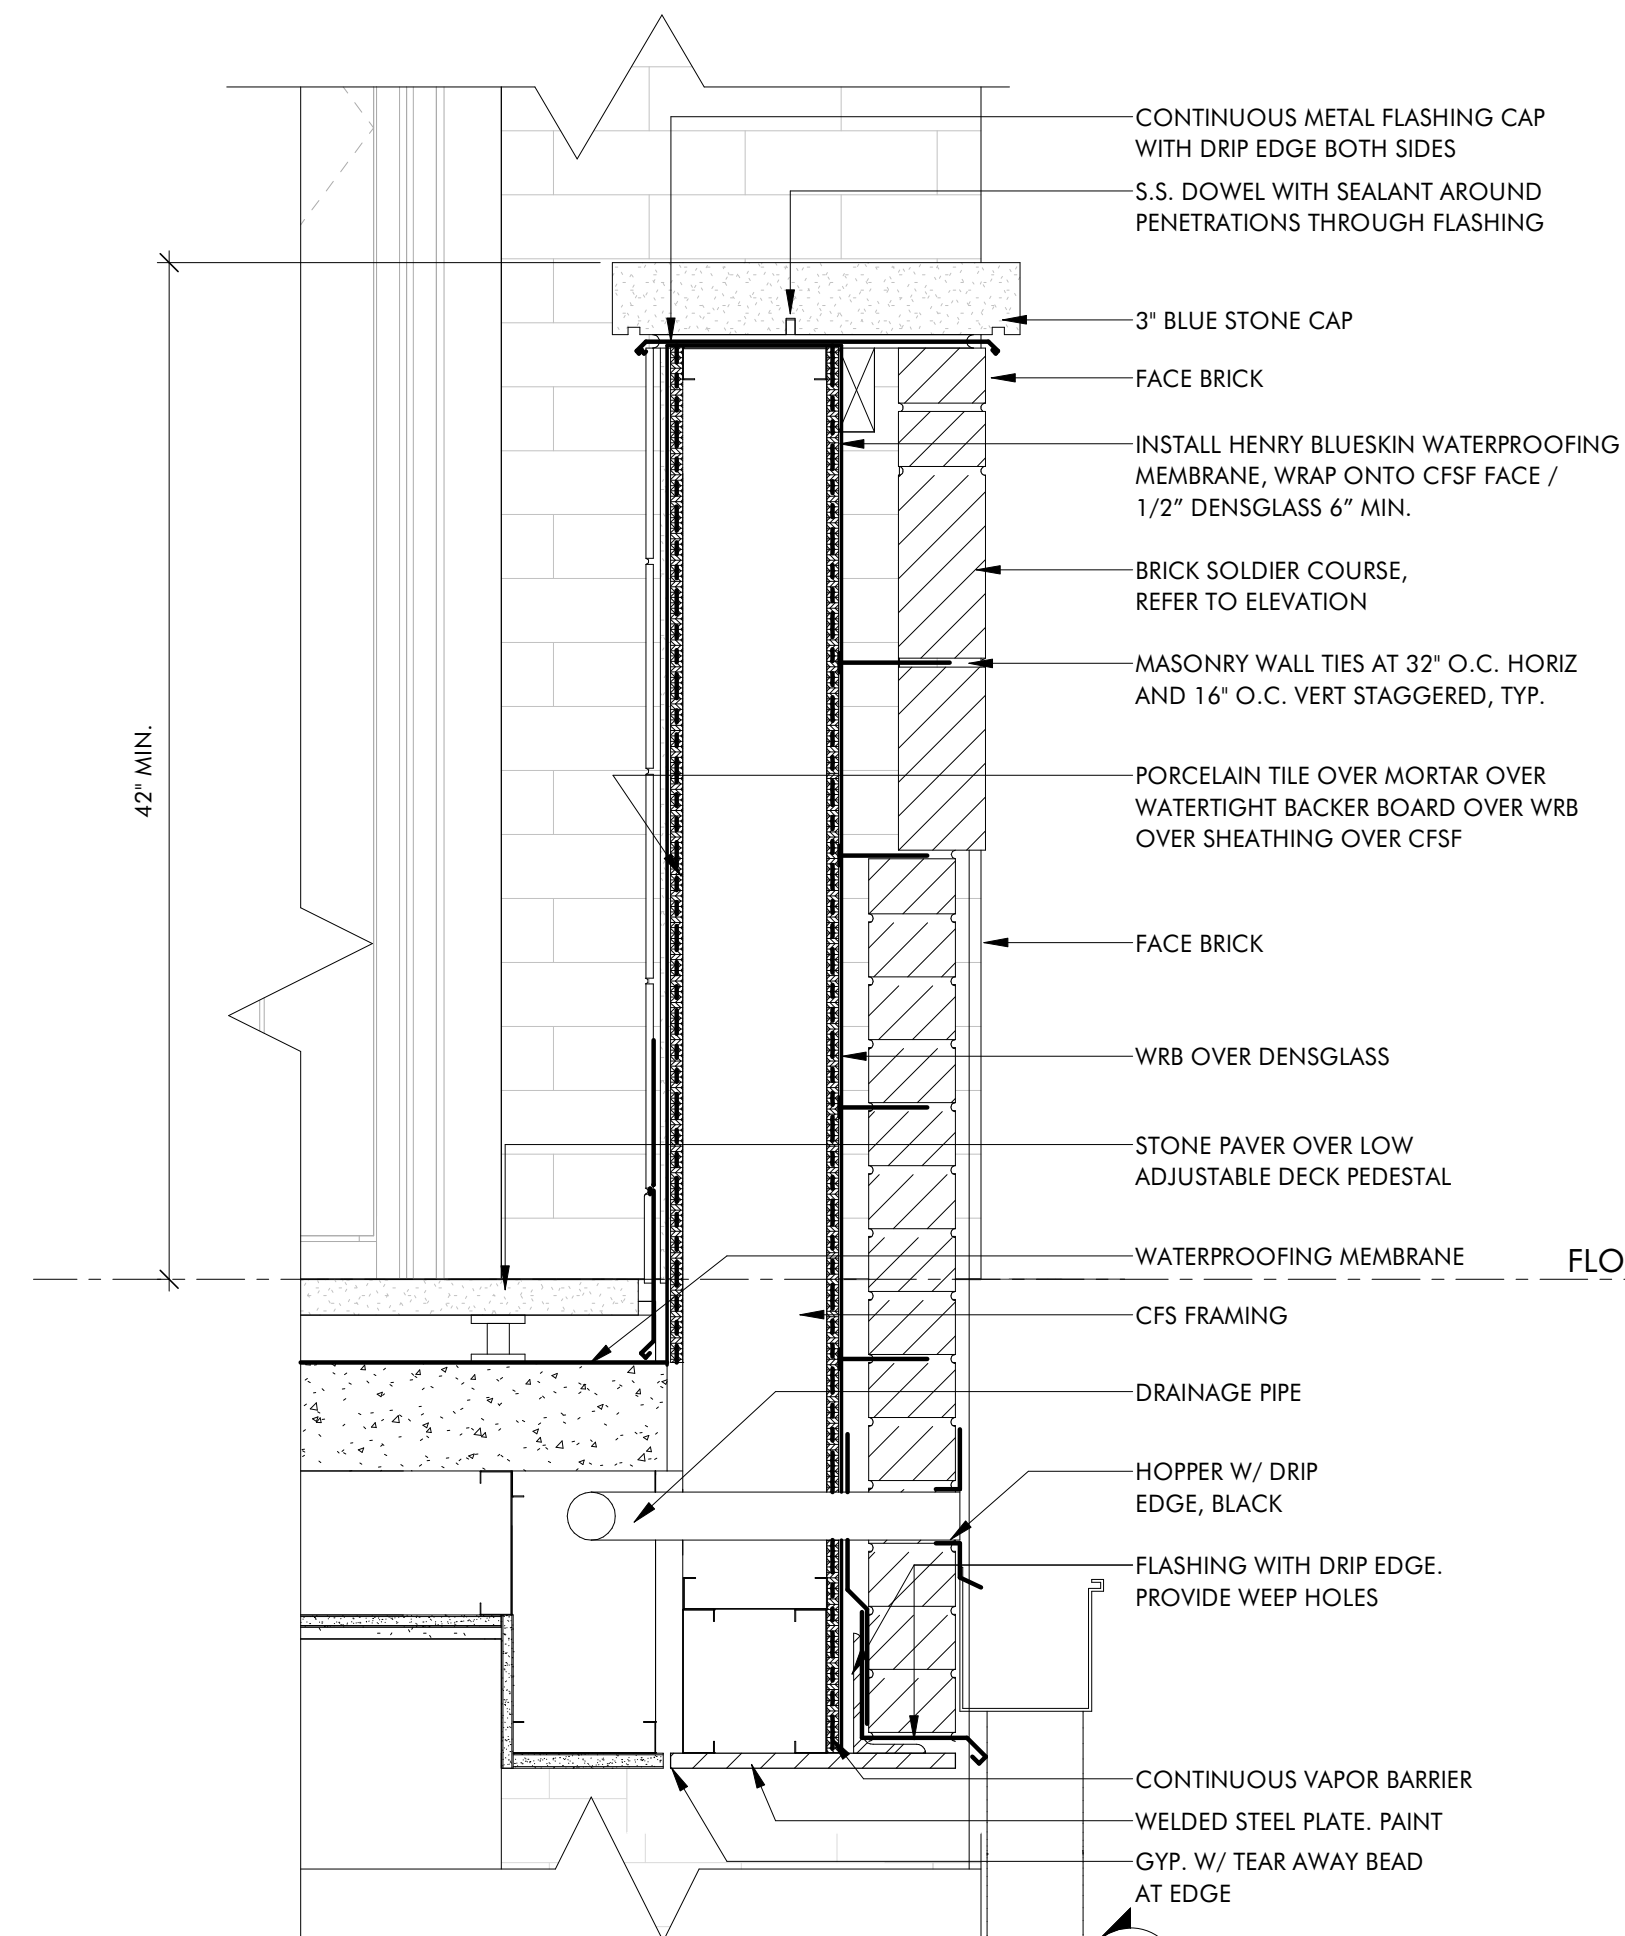 CONTINUOUS METAL FLASHING CAP
WITH DRIP EDGE BOTH SIDES
S.S. DOWEL WITH SEALANT AROUND
PENETRATIONS THROUGH FLASHING
3" BLUE STONE CAP
FACE BRICK
INSTALL HENRY BLUESKIN WATERPROOFING
MEMBRANE, WRAP ONTO CFSF FACE /
1/2” DENSGLASS 6” MIN.
BRICK SOLDIER COURSE,
REFER TO ELEVATION
MASONRY WALL TIES AT 32" O.C. HORIZ
AND 16" O.C. VERT STAGGERED, TYP.
42" MIN.
PORCELAIN TILE OVER MORTAR OVER
WATERTIGHT BACKER BOARD OVER WRB
OVER SHEATHING OVER CFSF
FACE BRICK
WRB OVER DENSGLASS
STONE PAVER OVER LOW
ADJUSTABLE DECK PEDESTAL
WATERPROOFING MEMBRANE
FLO
CFS FRAMING
DRAINAGE PIPE
HOPPER W/ DRIP
EDGE, BLACK
FLASHING WITH DRIP EDGE.
PROVIDE WEEP HOLES
CONTINUOUS VAPOR BARRIER
WELDED STEEL PLATE. PAINT
GYP. W/ TEAR AWAY BEAD
AT EDGE